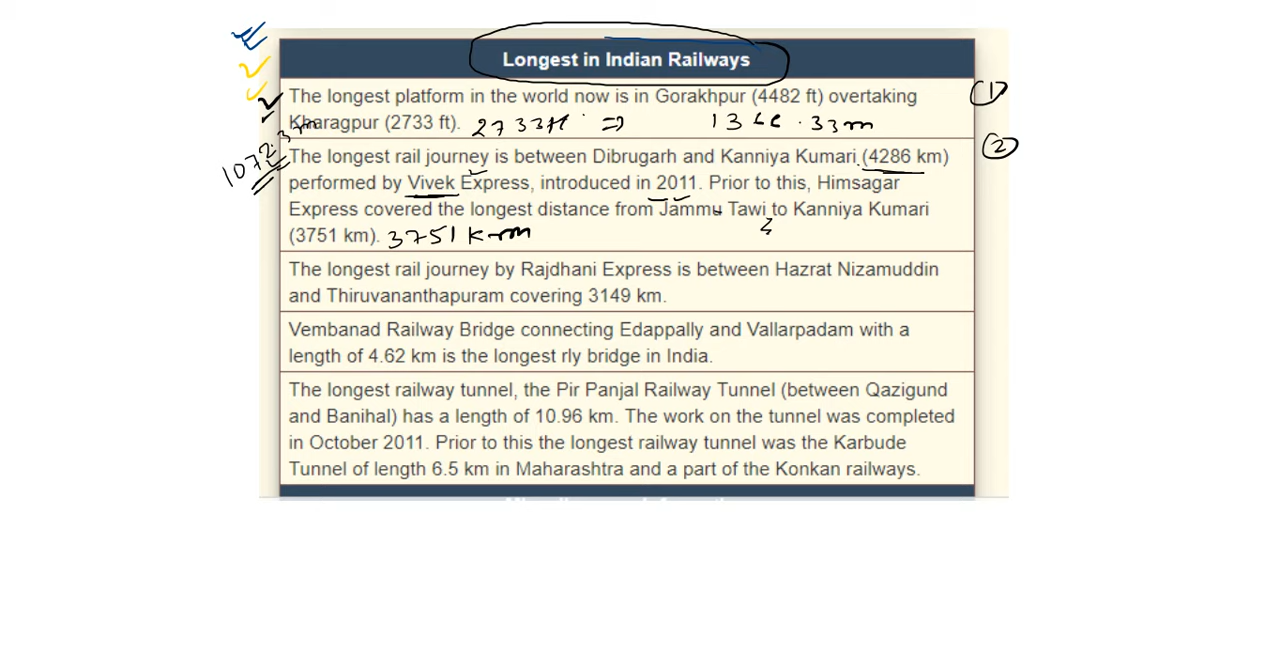 Longest in Indian Railways
The longest platform in the world now is in Gorakhpur (4482 ft) overtaking
Kharagpur (2733 ft). 2733ft ⇒ 1366.33m
1072.3m
The longest rail journey is between Dibrugarh and Kanniya Kumari (4286 km)
performed by Vivek Express, introduced in 2011. Prior to this, Himsagar
Express covered the longest distance from Jammu Tawi to Kanniya Kumari
(3751 km). 3751 km
The longest rail journey by Rajdhani Express is between Hazrat Nizamuddin
and Thiruvananthapuram covering 3149 km.
Vembanad Railway Bridge connecting Edappally and Vallarpadam with a
length of 4.62 km is the longest rly bridge in India.
The longest railway tunnel, the Pir Panjal Railway Tunnel (between Qazigund
and Banihal) has a length of 10.96 km. The work on the tunnel was completed
in October 2011. Prior to this the longest railway tunnel was the Karbude
Tunnel of length 6.5 km in Maharashtra and a part of the Konkan railways.
1
2